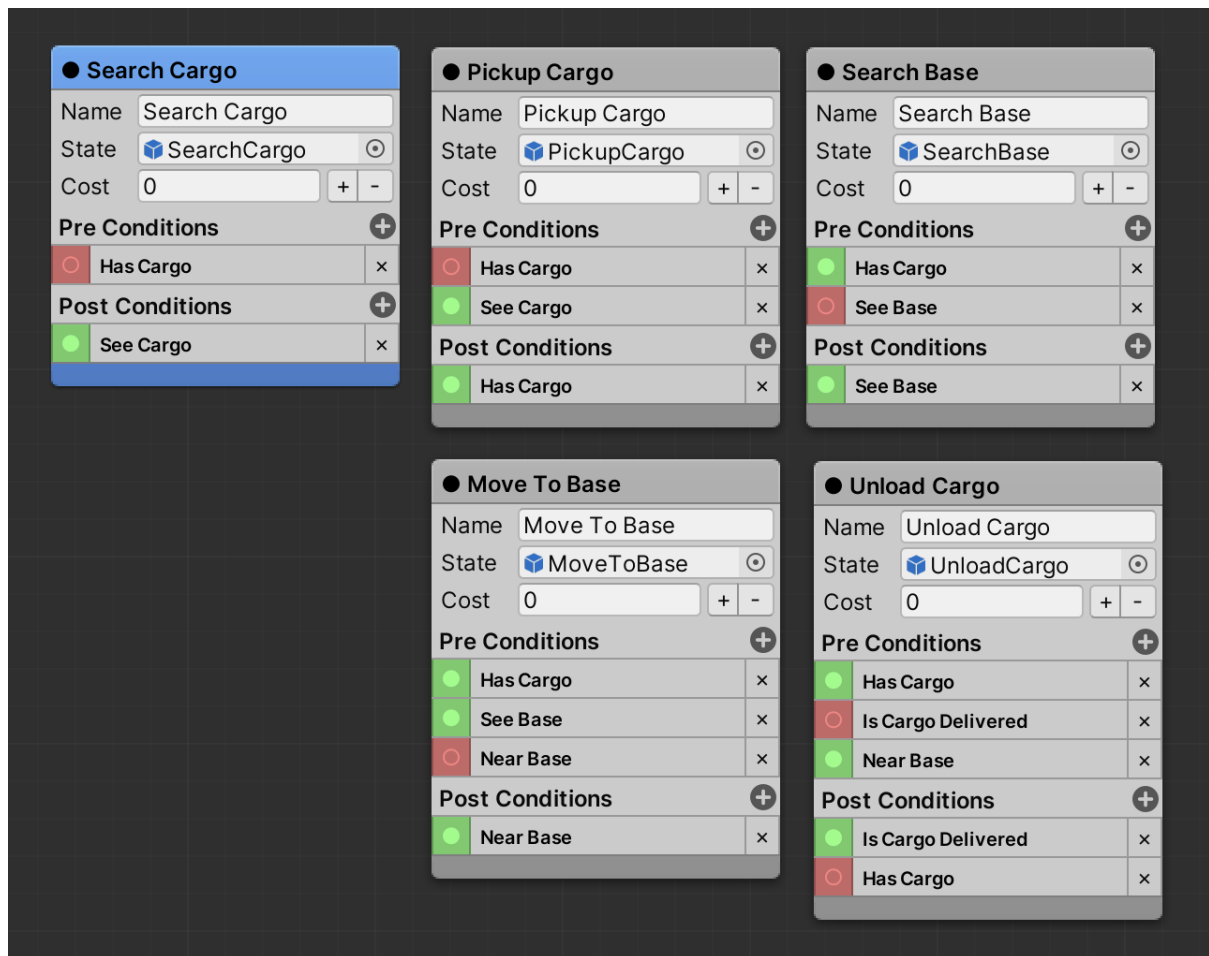 Search Cargo
Name Search Cargo
State SearchCargo
Cost 0 + -
Pre Conditions
Has Cargo ×
Post Conditions
See Cargo ×
Pickup Cargo
Name Pickup Cargo
State PickupCargo
Cost 0 + -
Pre Conditions
Has Cargo ×
See Cargo ×
Post Conditions
Has Cargo ×
Search Base
Name Search Base
State SearchBase
Cost 0 + -
Pre Conditions
Has Cargo ×
See Base ×
Post Conditions
See Base ×
Move To Base
Name Move To Base
State MoveToBase
Cost 0 + -
Pre Conditions
Has Cargo ×
See Base ×
Near Base ×
Post Conditions
Near Base ×
Unload Cargo
Name Unload Cargo
State UnloadCargo
Cost 0 + -
Pre Conditions
Has Cargo ×
Is Cargo Delivered ×
Near Base ×
Post Conditions
Is Cargo Delivered ×
Has Cargo ×